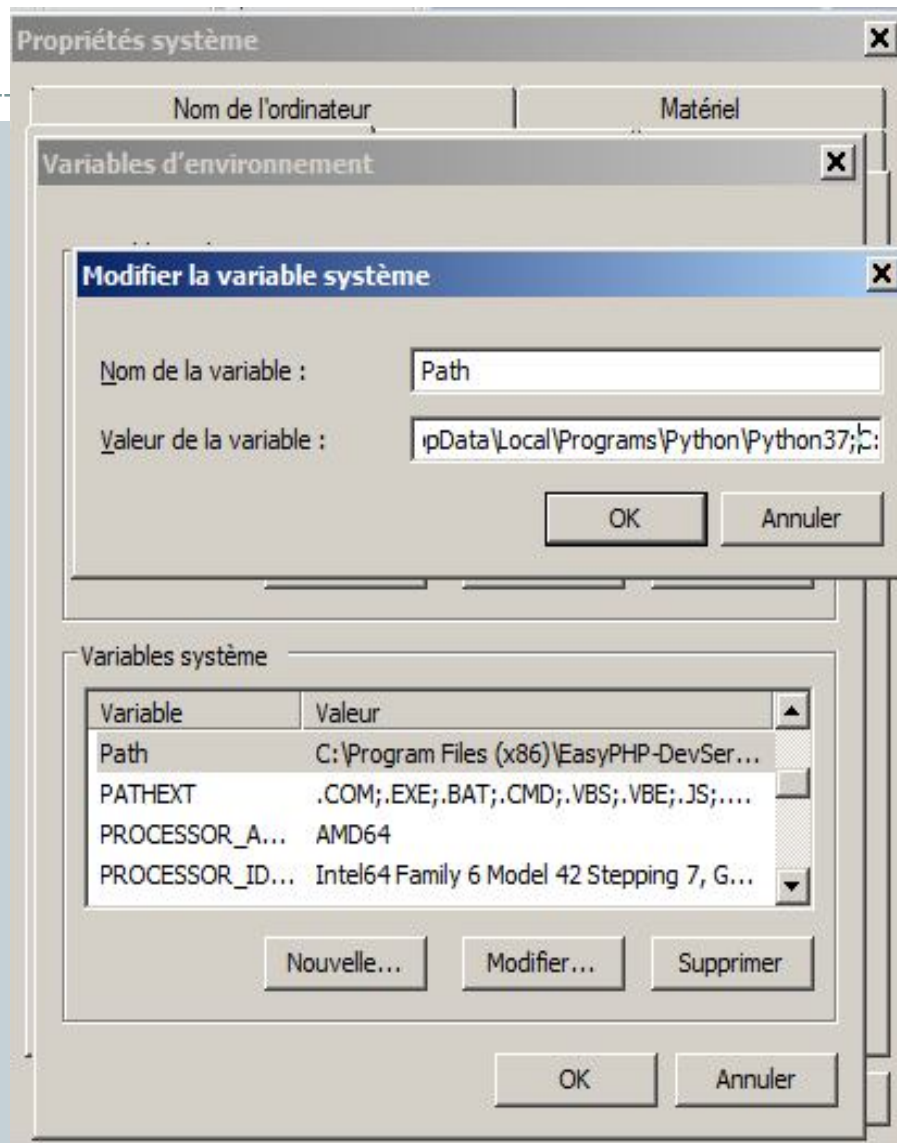 Propriétés système
Nom de l'ordinateur Matériel
Variables d'environnement
Modifier la variable système
Nom de la variable : Path
Valeur de la variable : pData\Local\Programs\Python\Python37;C:
OK Annuler
Variables système
Variable Valeur
Path C:\Program Files (x86)\EasyPHP-DevSer...
PATHEXT .COM;.EXE;.BAT;.CMD;.VBS;.VBE;.JS;....
PROCESSOR_A... AMD64
PROCESSOR_ID... Intel64 Family 6 Model 42 Stepping 7, G...
Nouvelle... Modifier... Supprimer
OK Annuler